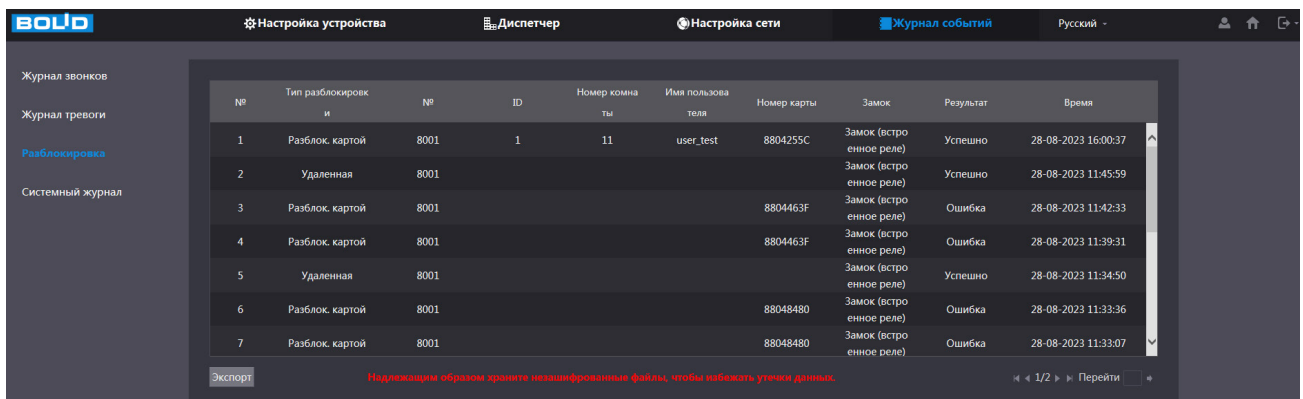 BOLID Настройка устройства Диспетчер Настройка сети Журнал событий Русский
Журнал звонков
Журнал тревоги
Разблокировка
Системный журнал
№ Тип разблокировк
и № ID Номер комна
ты Имя пользова
теля Номер карты Замок Результат Время
1 Разблок. картой 8001 1 11 user_test 8804255C Замок (встро
енное реле) Успешно 28-08-2023 16:00:37
2 Удаленная 8001 Замок (встро
енное реле) Успешно 28-08-2023 11:45:59
3 Разблок. картой 8001 8804463F Замок (встро
енное реле) Ошибка 28-08-2023 11:42:33
4 Разблок. картой 8001 8804463F Замок (встро
енное реле) Ошибка 28-08-2023 11:39:31
5 Удаленная 8001 Замок (встро
енное реле) Успешно 28-08-2023 11:34:50
6 Разблок. картой 8001 88048480 Замок (встро
енное реле) Ошибка 28-08-2023 11:33:36
7 Разблок. картой 8001 88048480 Замок (встро
енное реле) Ошибка 28-08-2023 11:33:07
Экспорт Надлежащим образом храните незашифрованные файлы, чтобы избежать утечки данных. 1/2 Перейти